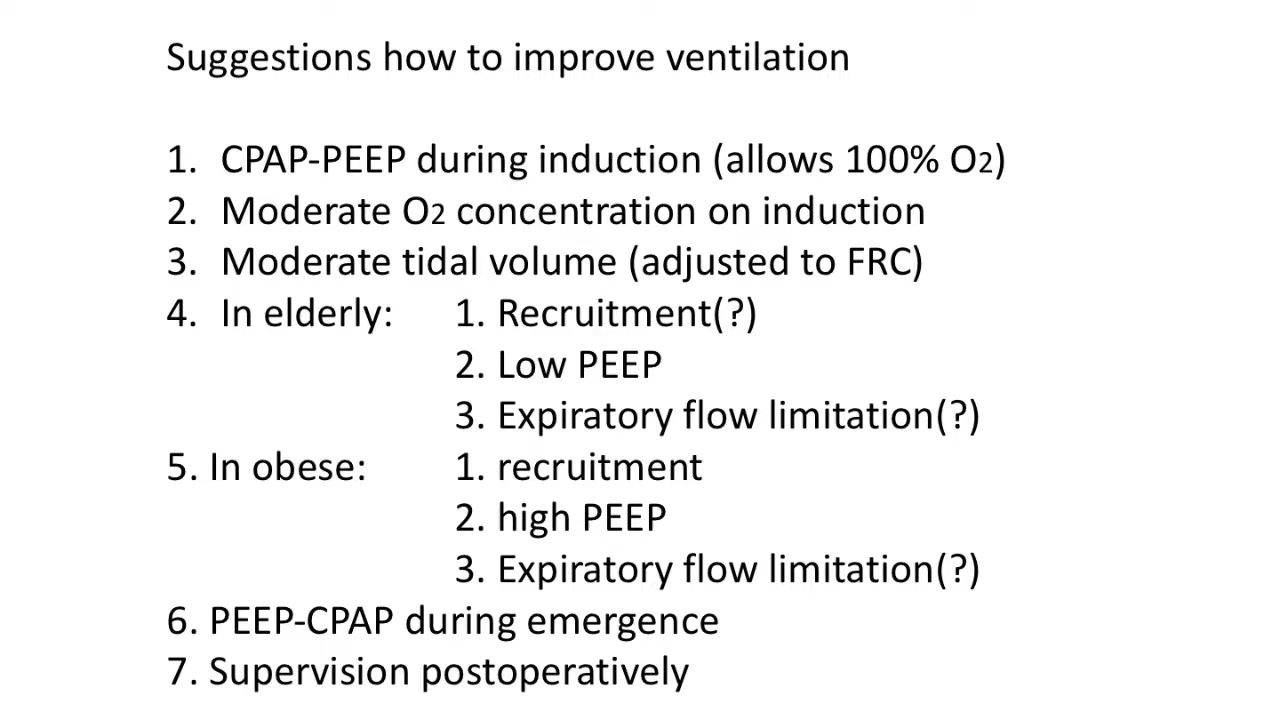 Suggestions how to improve ventilation
1. CPAP-PEEP during induction (allows 100% O2)
2. Moderate O2 concentration on induction
3. Moderate tidal volume (adjusted to FRC)
4. In elderly: 1. Recruitment(?)
2. Low PEEP
3. Expiratory flow limitation(?)
5. In obese: 1. recruitment
2. high PEEP
3. Expiratory flow limitation(?)
6. PEEP-CPAP during emergence
7. Supervision postoperatively